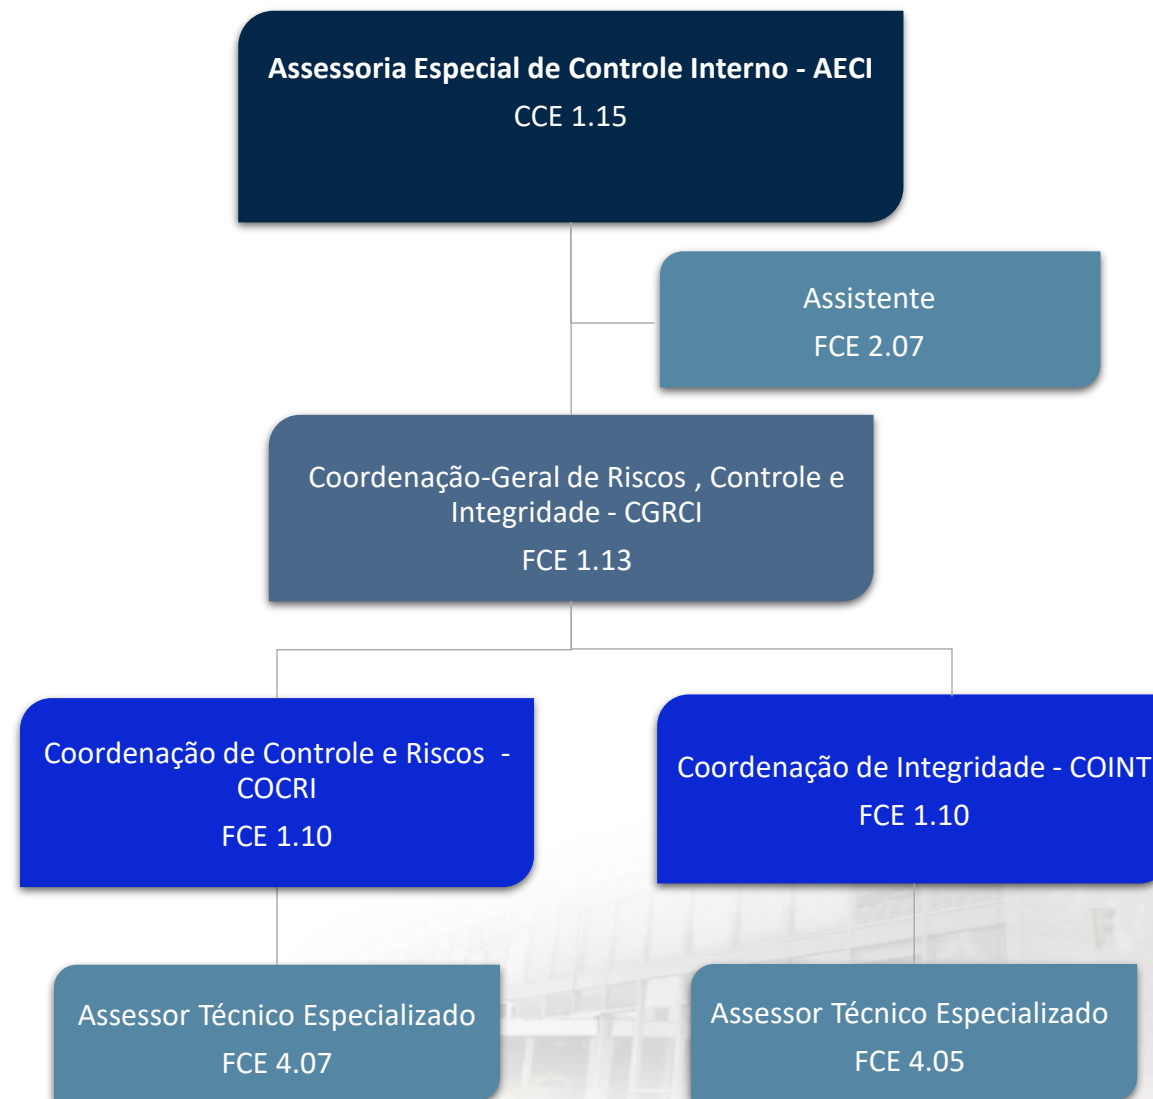 Assessoria Especial de Controle Interno - AECI
CCE 1.15
Assistente
FCE 2.07
Coordenação-Geral de Riscos , Controle e
Integridade - CGRCI
FCE 1.13
Coordenação de Controle e Riscos -
COCRI
FCE 1.10
Coordenação de Integridade - COINT
FCE 1.10
Assessor Técnico Especializado
FCE 4.07
Assessor Técnico Especializado
FCE 4.05